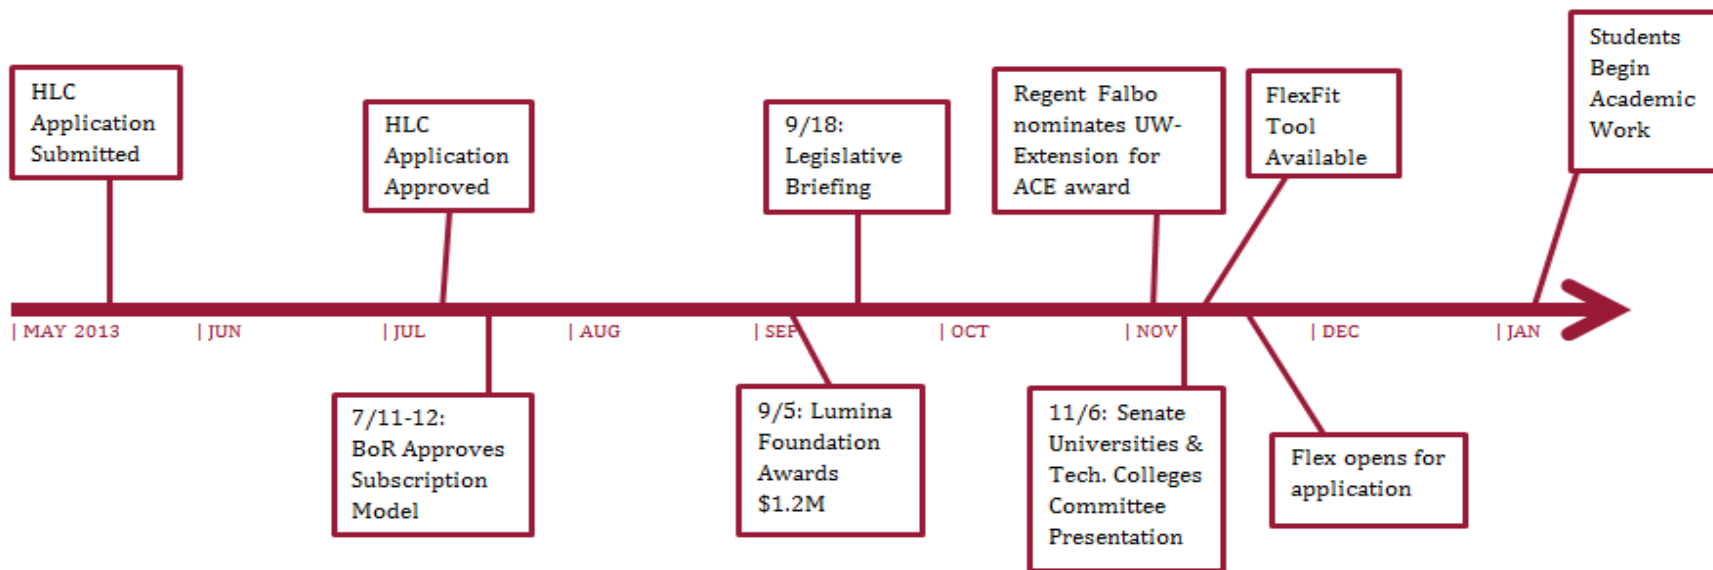 HLC
Application
Submitted
HLC
Application
Approved
9/18:
Legislative
Briefing
Regent Falbo
nominates UW-
Extension for
ACE award
FlexFit
Tool
Available
Students
Begin
Academic
Work
| MAY 2013
| JUN
| JUL
| AUG
| SEP
| OCT
| NOV
| DEC
| JAN
7/11-12:
BoR Approves
Subscription
Model
9/5: Lumina
Foundation
Awards
$1.2M
11/6: Senate
Universities &
Tech. Colleges
Committee
Presentation
Flex opens for
application